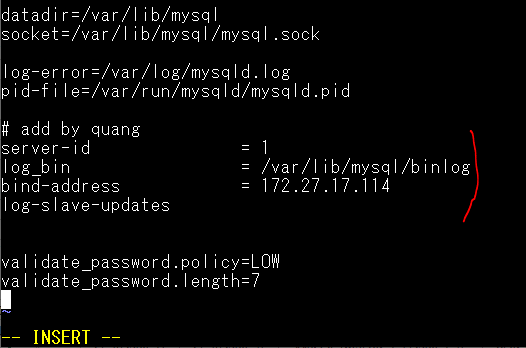 datadir=/var/lib/mysql
socket=/var/lib/mysql/mysql.sock
log-error=/var/log/mysqld.log
pid-file=/var/run/mysqld/mysqld.pid
# add by quang
server-id = 1
log_bin = /var/lib/mysql/binlog
bind-address = 172.27.17.114
log-slave-updates
validate_password.policy=LOW
validate_password.length=7
~
-- INSERT --